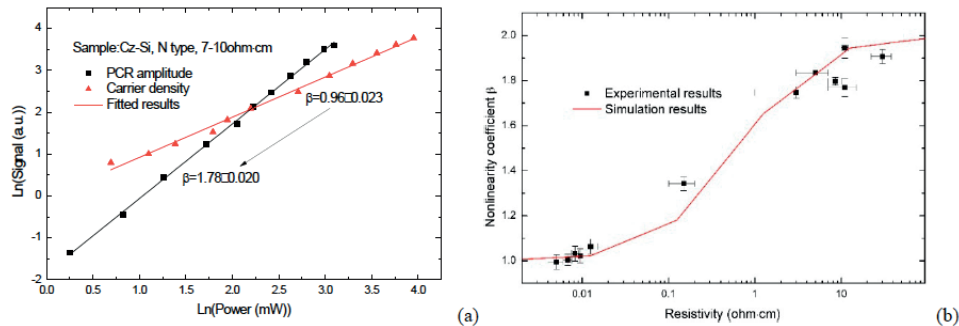 Sample:Cz-Si, N type, 7-10ohm·cm
PCR amplitude
Carrier density
Fitted results
β=0.96□0.023
β=1.78□0.020
Ln(Signal (a.u.))
5
4
3
2
1
0
-1
-2
0.0 0.5 1.0 1.5 2.0 2.5 3.0 3.5 4.0
Ln(Power (mW))
(a)
Experimental results
Simulation results
Nonlinearity coefficient β
2.0
1.8
1.6
1.4
1.2
1.0
0.01 0.1 1 10
Resistivity (ohm·cm)
(b)